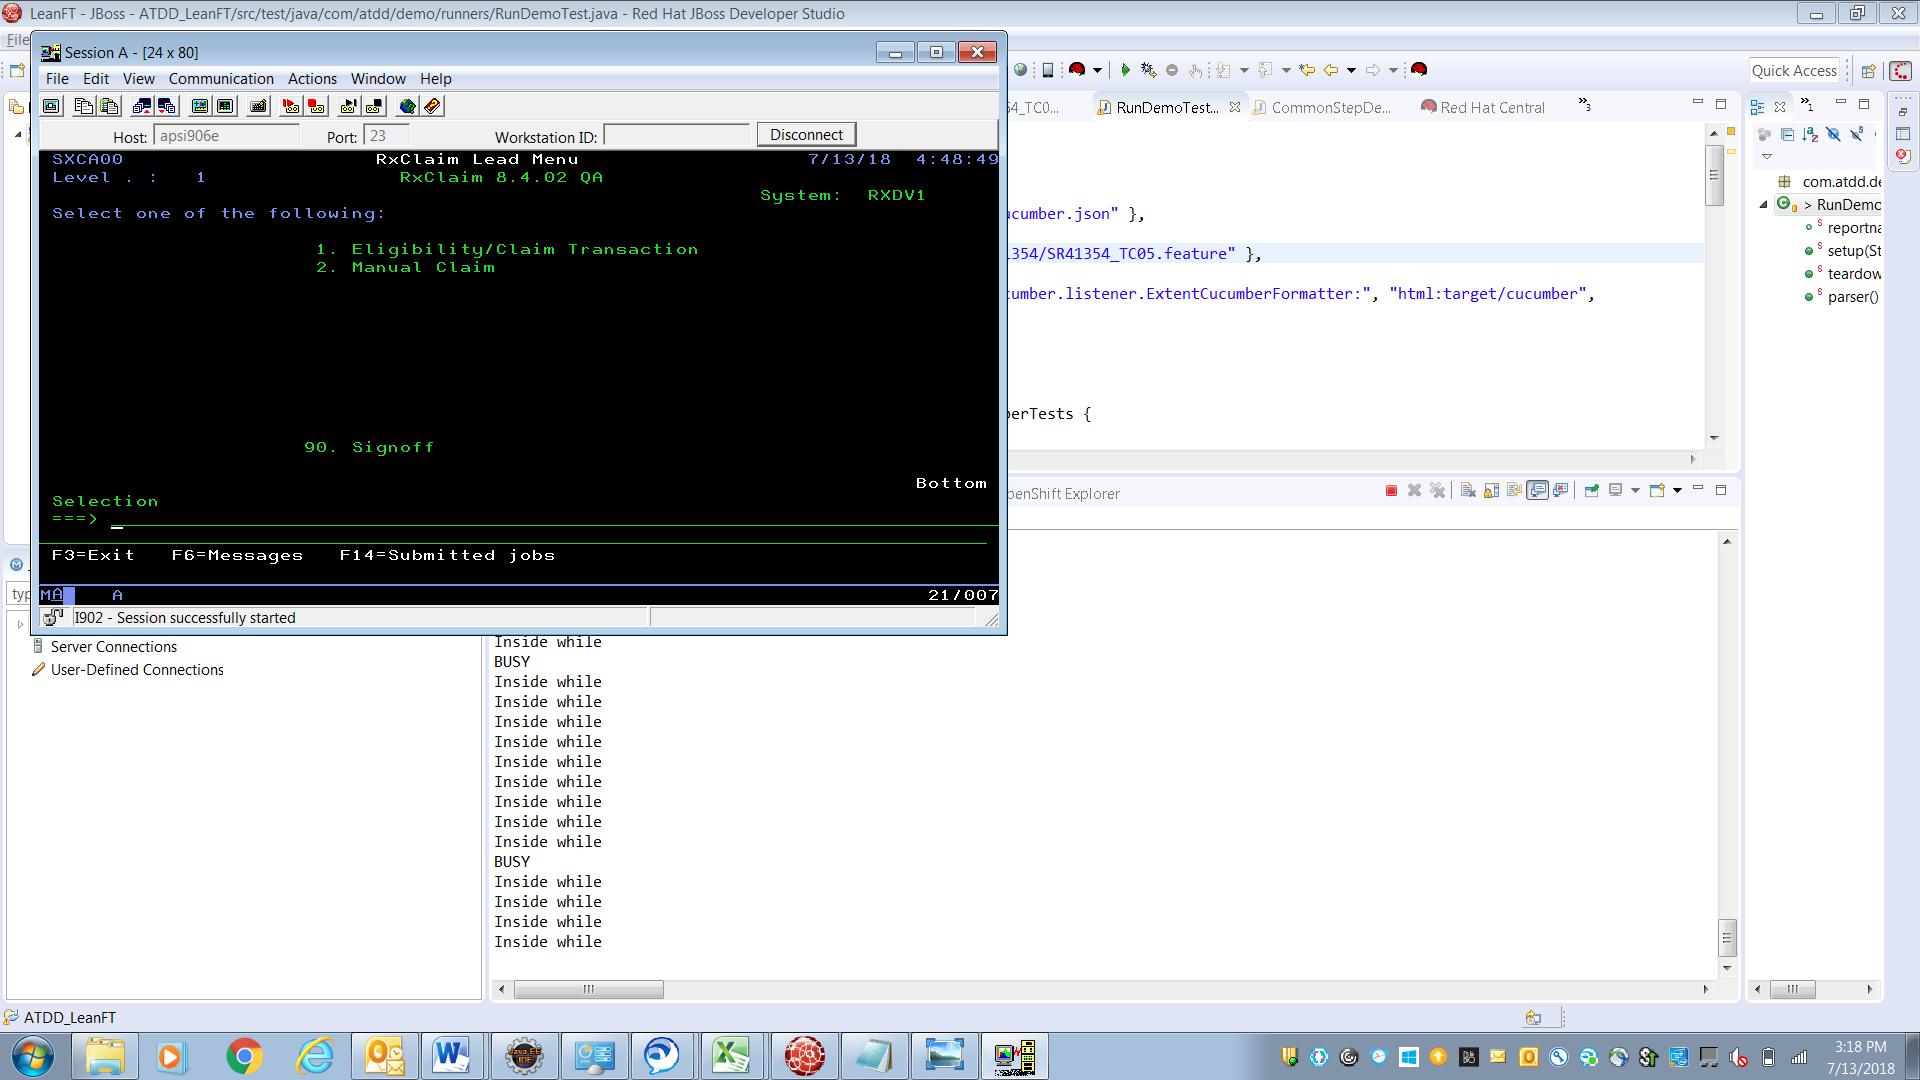 LeanFT - JBoss - ATDD_LeanFT/src/test/java/com/atdd/demo/runners/RunDemoTest.java - Red Hat JBoss Developer Studio
File
Session A - [24 x 80]
File Edit View Communication Actions Window Help
Host: apsi906e Port: 23 Workstation ID: Disconnect
SXCA00 RxClaim Lead Menu 7/13/18 4:48:49
Level . : 1 RxClaim 8.4.02 QA
System: RXDV1
Select one of the following:
1. Eligibility/Claim Transaction
2. Manual Claim
90. Signoff
Bottom
Selection
===>
F3=Exit F6=Messages F14=Submitted jobs
MA A 21/007
I902 - Session successfully started
Quick Access
54_TC0... RunDemoTest... CommonStepDe... Red Hat Central »3
ucumber.json" },
1354/SR41354_TC05.feature" },
cumber.listener.ExtentCucumberFormatter:", "html:target/cucumber",
berTests {
»1
com.atdd.de
> RunDemo
reportna
setup(St
teardow
parser()
penShift Explorer
typ
Server Connections
User-Defined Connections
Inside while
BUSY
Inside while
Inside while
Inside while
Inside while
Inside while
Inside while
Inside while
Inside while
Inside while
BUSY
Inside while
Inside while
Inside while
Inside while
ATDD_LeanFT
Java EE
IDE
3:18 PM
7/13/2018